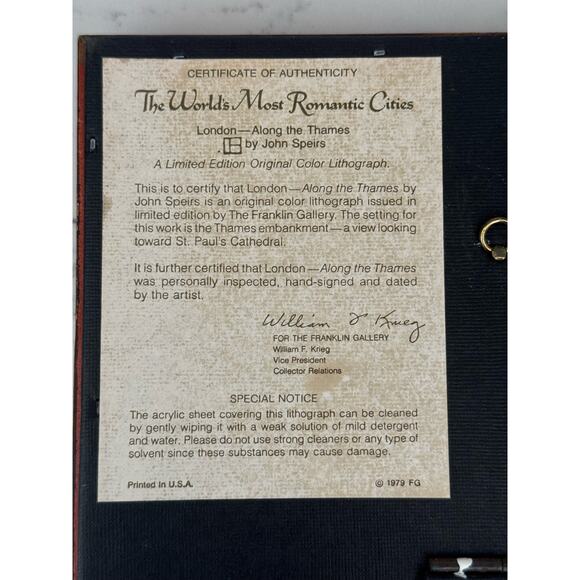 CERTIFICATE OF AUTHENTICITY
The World's Most Romantic Cities
London—Along the Thames
by John Speirs
A Limited Edition Original Color Lithograph.
This is to certify that London—Along the Thames by
John Speirs is an original color lithograph issued in
limited edition by The Franklin Gallery. The setting for
this work is the Thames embankment—a view looking
toward St. Paul's Cathedral.
It is further certified that London—Along the Thames
was personally inspected, hand-signed and dated
by the artist.
William F Krieg
FOR THE FRANKLIN GALLERY
William F. Krieg
Vice President
Collector Relations
SPECIAL NOTICE
The acrylic sheet covering this lithograph can be cleaned
by gently wiping it with a weak solution of mild detergent
and water. Please do not use strong cleaners or any type of
solvent since these substances may cause damage.
Printed in U.S.A. © 1979 FG